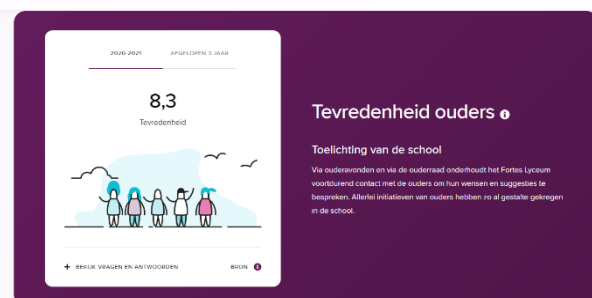 2020-2021 AFGELOPEN 3 JAAR
8,3
Tevredenheid
+ BEKIJK VRAGEN EN ANTWOORDEN BRON i
Tevredenheid ouders i
Toelichting van de school
Via ouderavonden en via de ouderraad onderhoudt het Fortes Lyceum
voortdurend contact met de ouders om hun wensen en suggesties te
bespreken. Allerlei initiatieven van ouders hebben zo al gestalte gekregen
in de school.